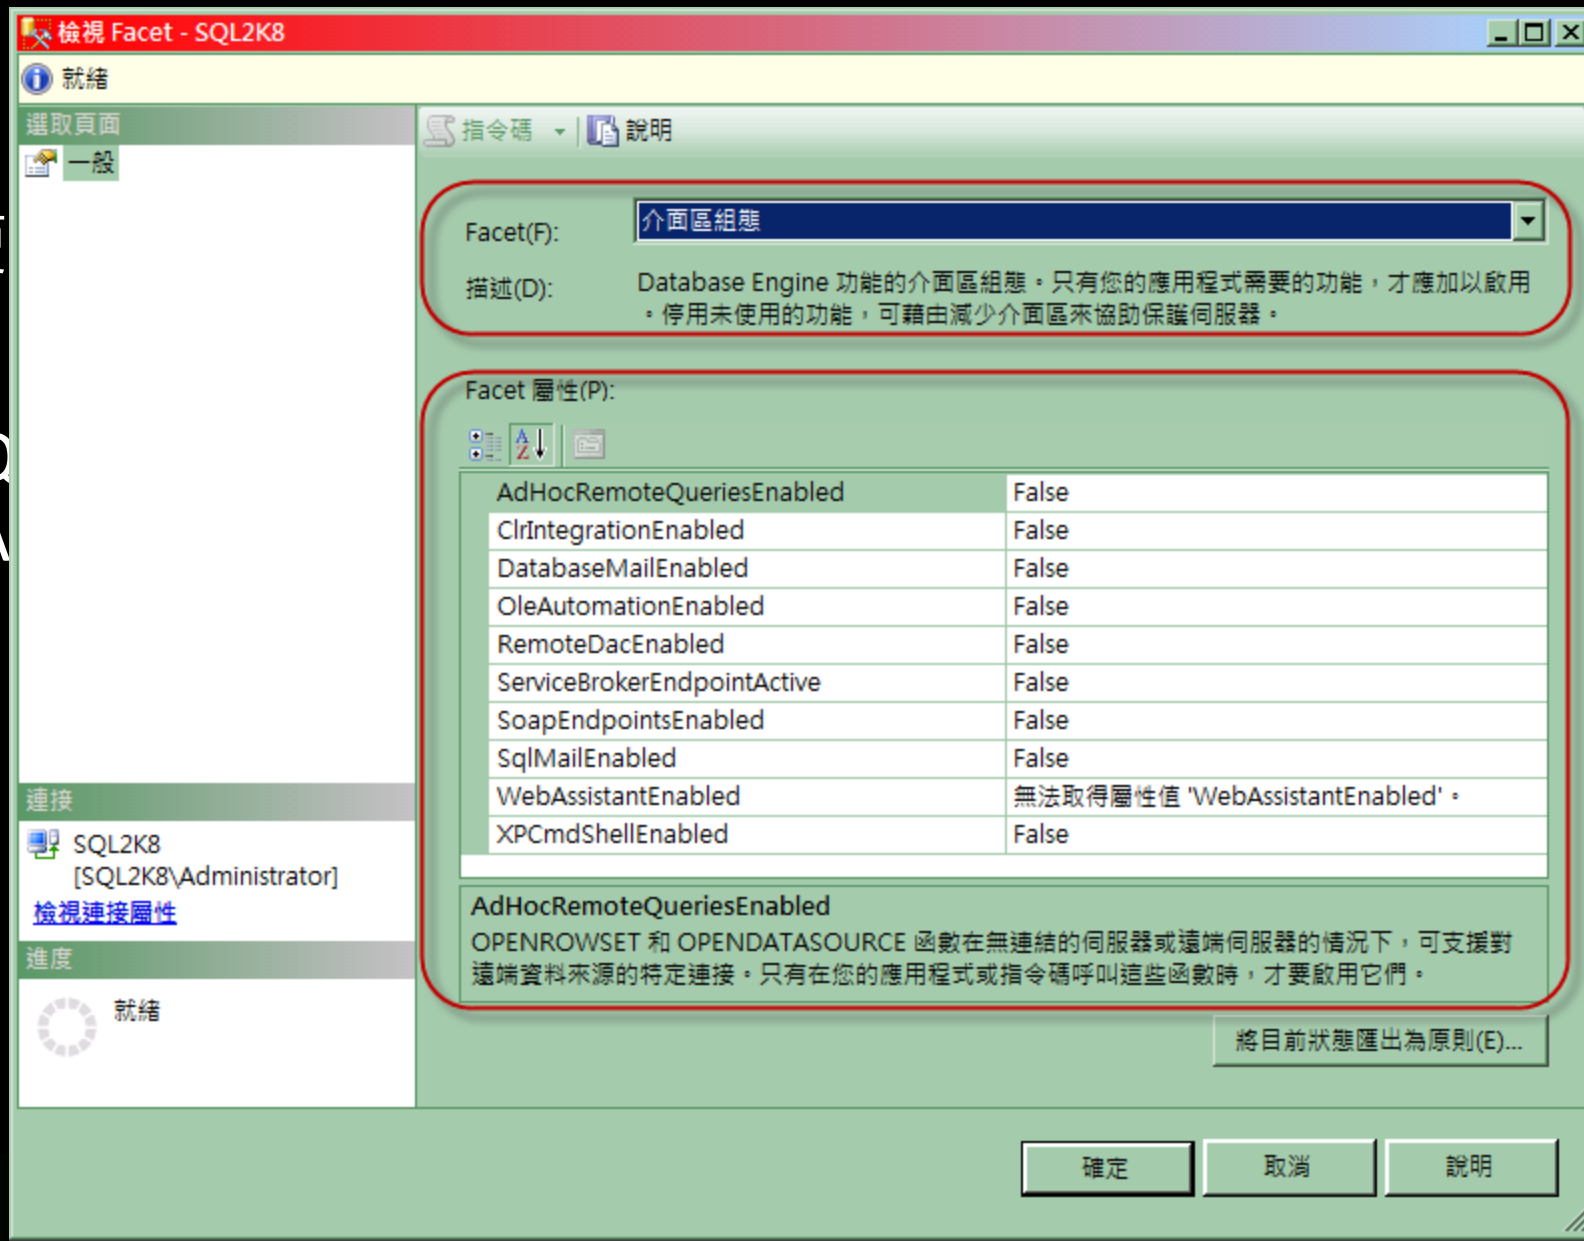 檢視 Facet - SQL2K8
就緒
選取頁面
一般
指令碼
說明
Facet(F):
介面區組態
描述(D):
Database Engine 功能的介面區組態。只有您的應用程式需要的功能，才應加以啟用
。停用未使用的功能，可藉由減少介面區來協助保護伺服器。
Facet 屬性(P):
AdHocRemoteQueriesEnabled False
ClrIntegrationEnabled False
DatabaseMailEnabled False
OleAutomationEnabled False
RemoteDacEnabled False
ServiceBrokerEndpointActive False
SoapEndpointsEnabled False
SqlMailEnabled False
WebAssistantEnabled 無法取得屬性值 'WebAssistantEnabled'。
XPCmdShellEnabled False
AdHocRemoteQueriesEnabled
OPENROWSET 和 OPENDATASOURCE 函數在無連結的伺服器或遠端伺服器的情況下，可支援對
遠端資料來源的特定連接。只有在您的應用程式或指令碼呼叫這些函數時，才要啟用它們。
連接
SQL2K8
[SQL2K8\Administrator]
檢視連接屬性
進度
就緒
將目前狀態匯出為原則(E)...
確定
取消
說明